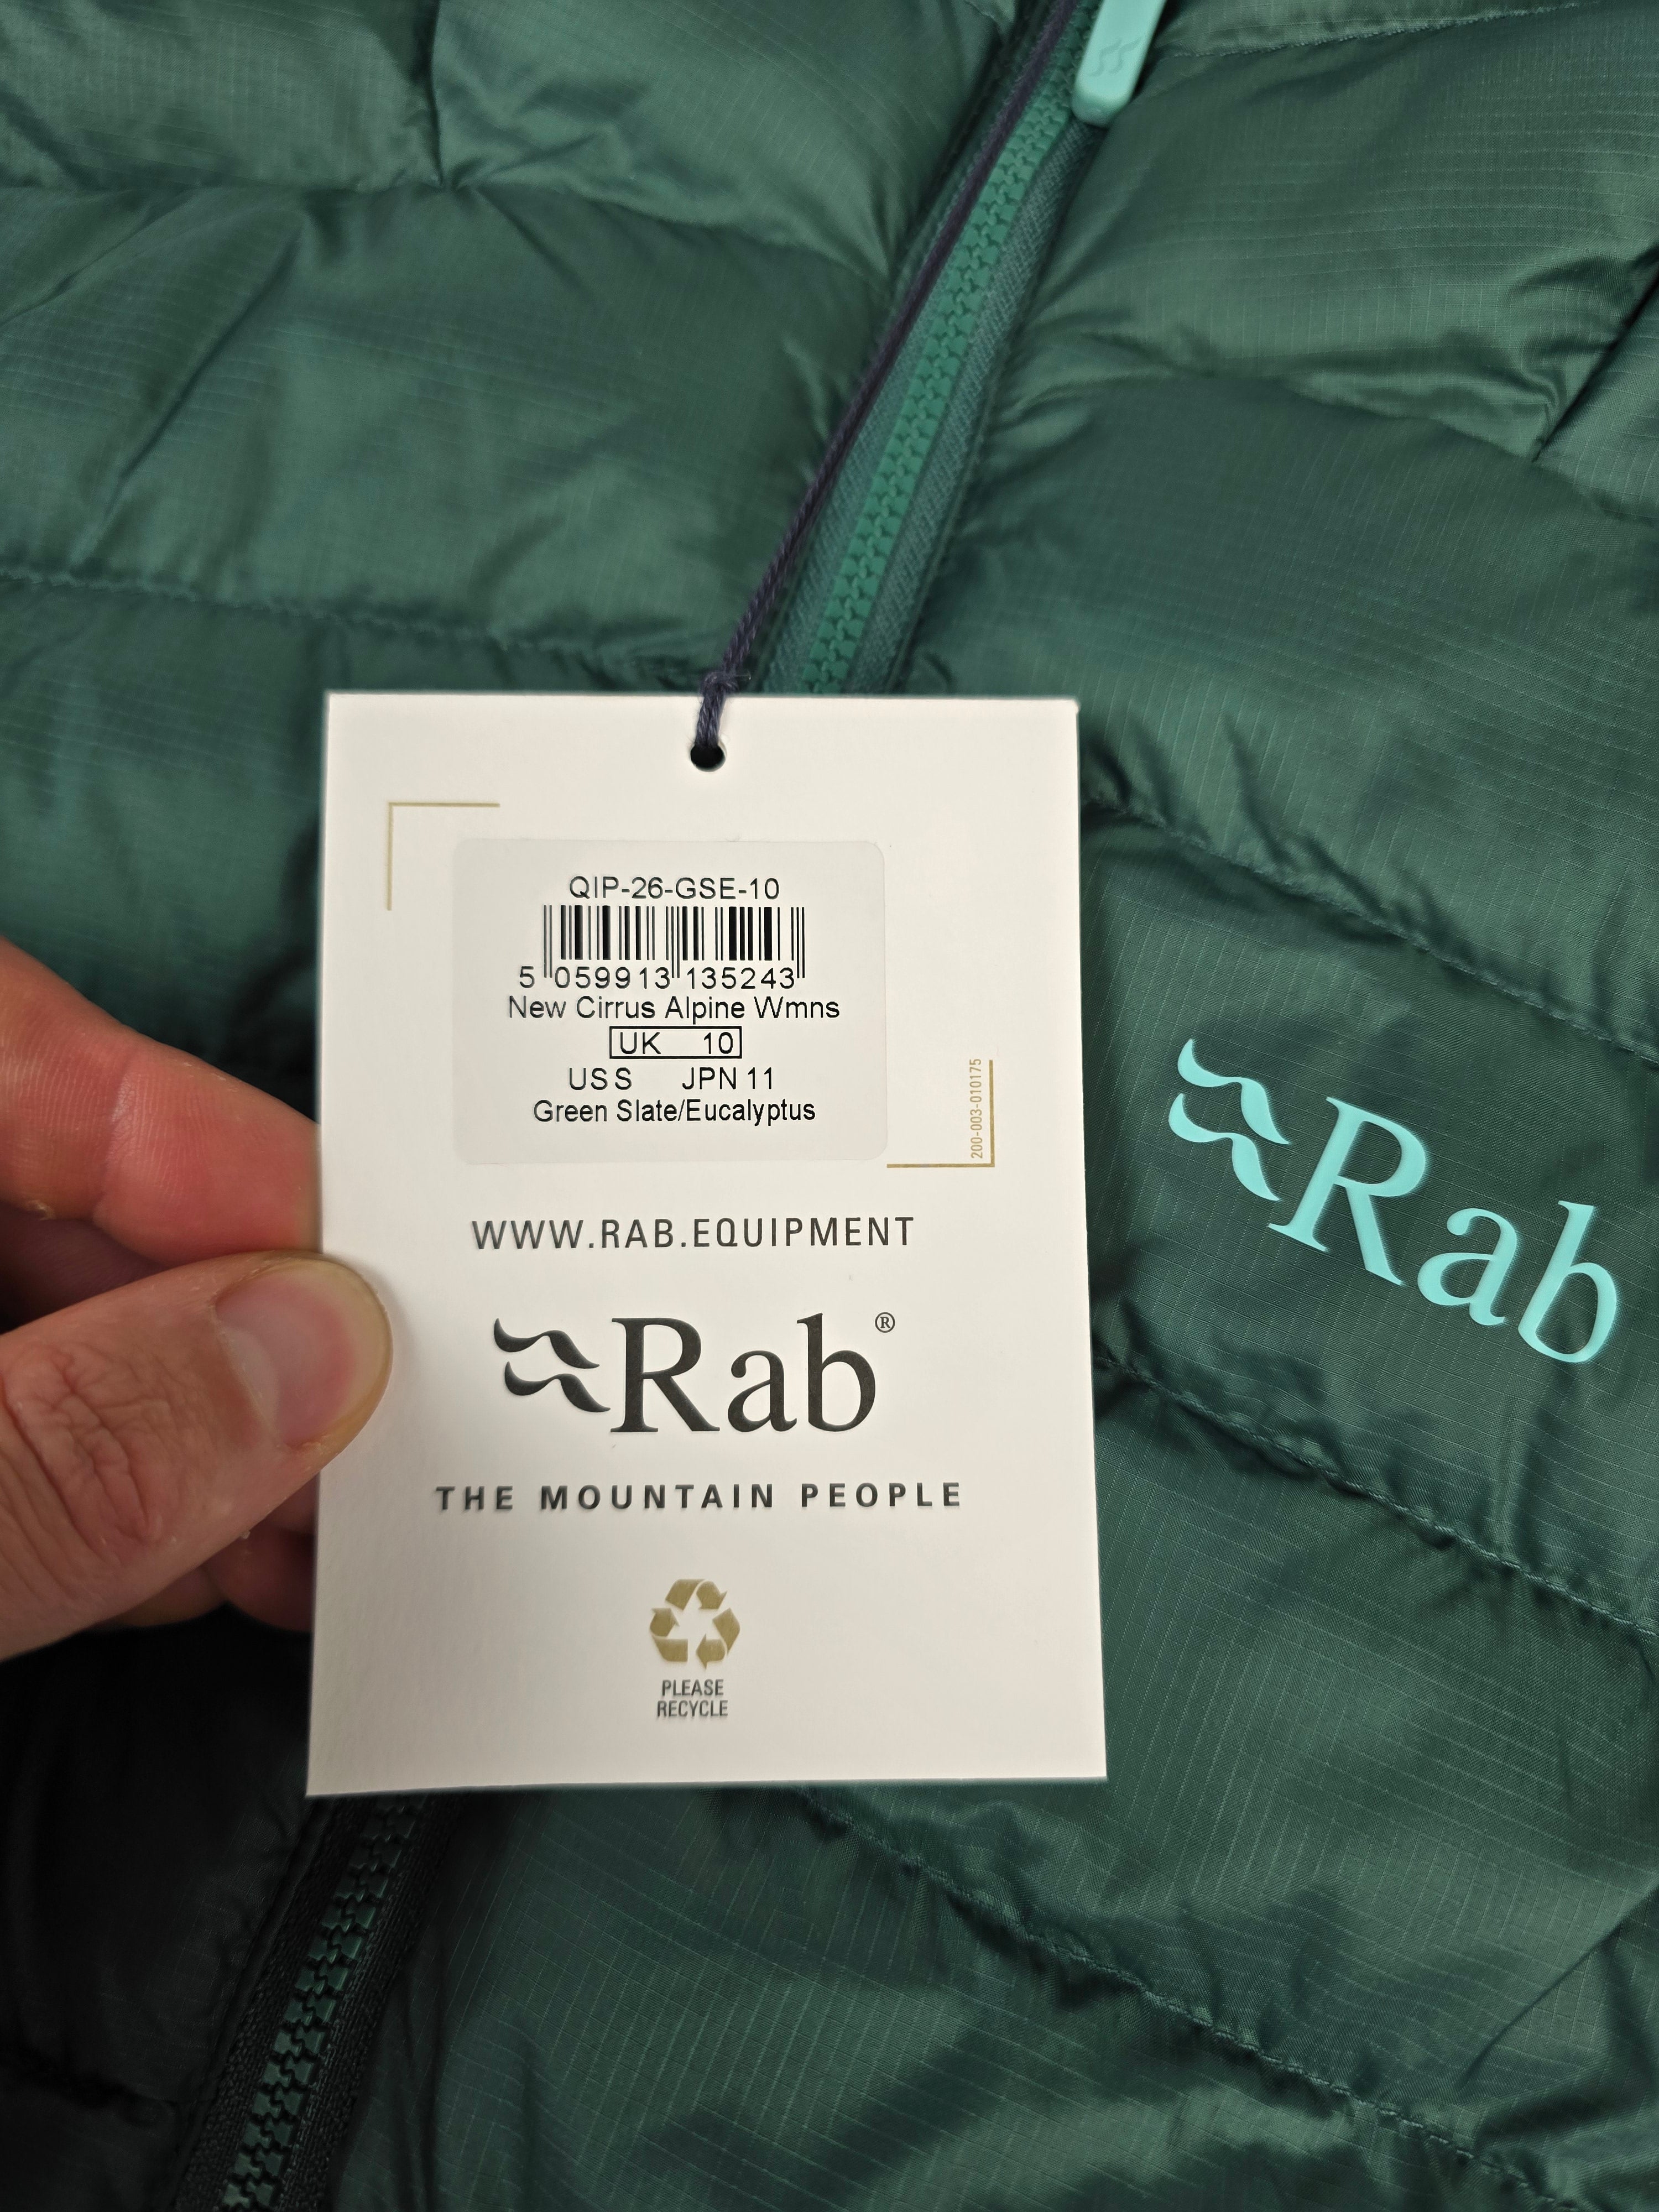 QIP-26-GSE-10
5 059913 135243
New Cirrus Alpine Wmns
UK 10
US S JPN 11
Green Slate/Eucalyptus
200-003-010175
WWW.RAB.EQUIPMENT
Rab®
THE MOUNTAIN PEOPLE
PLEASE
RECYCLE
Rab